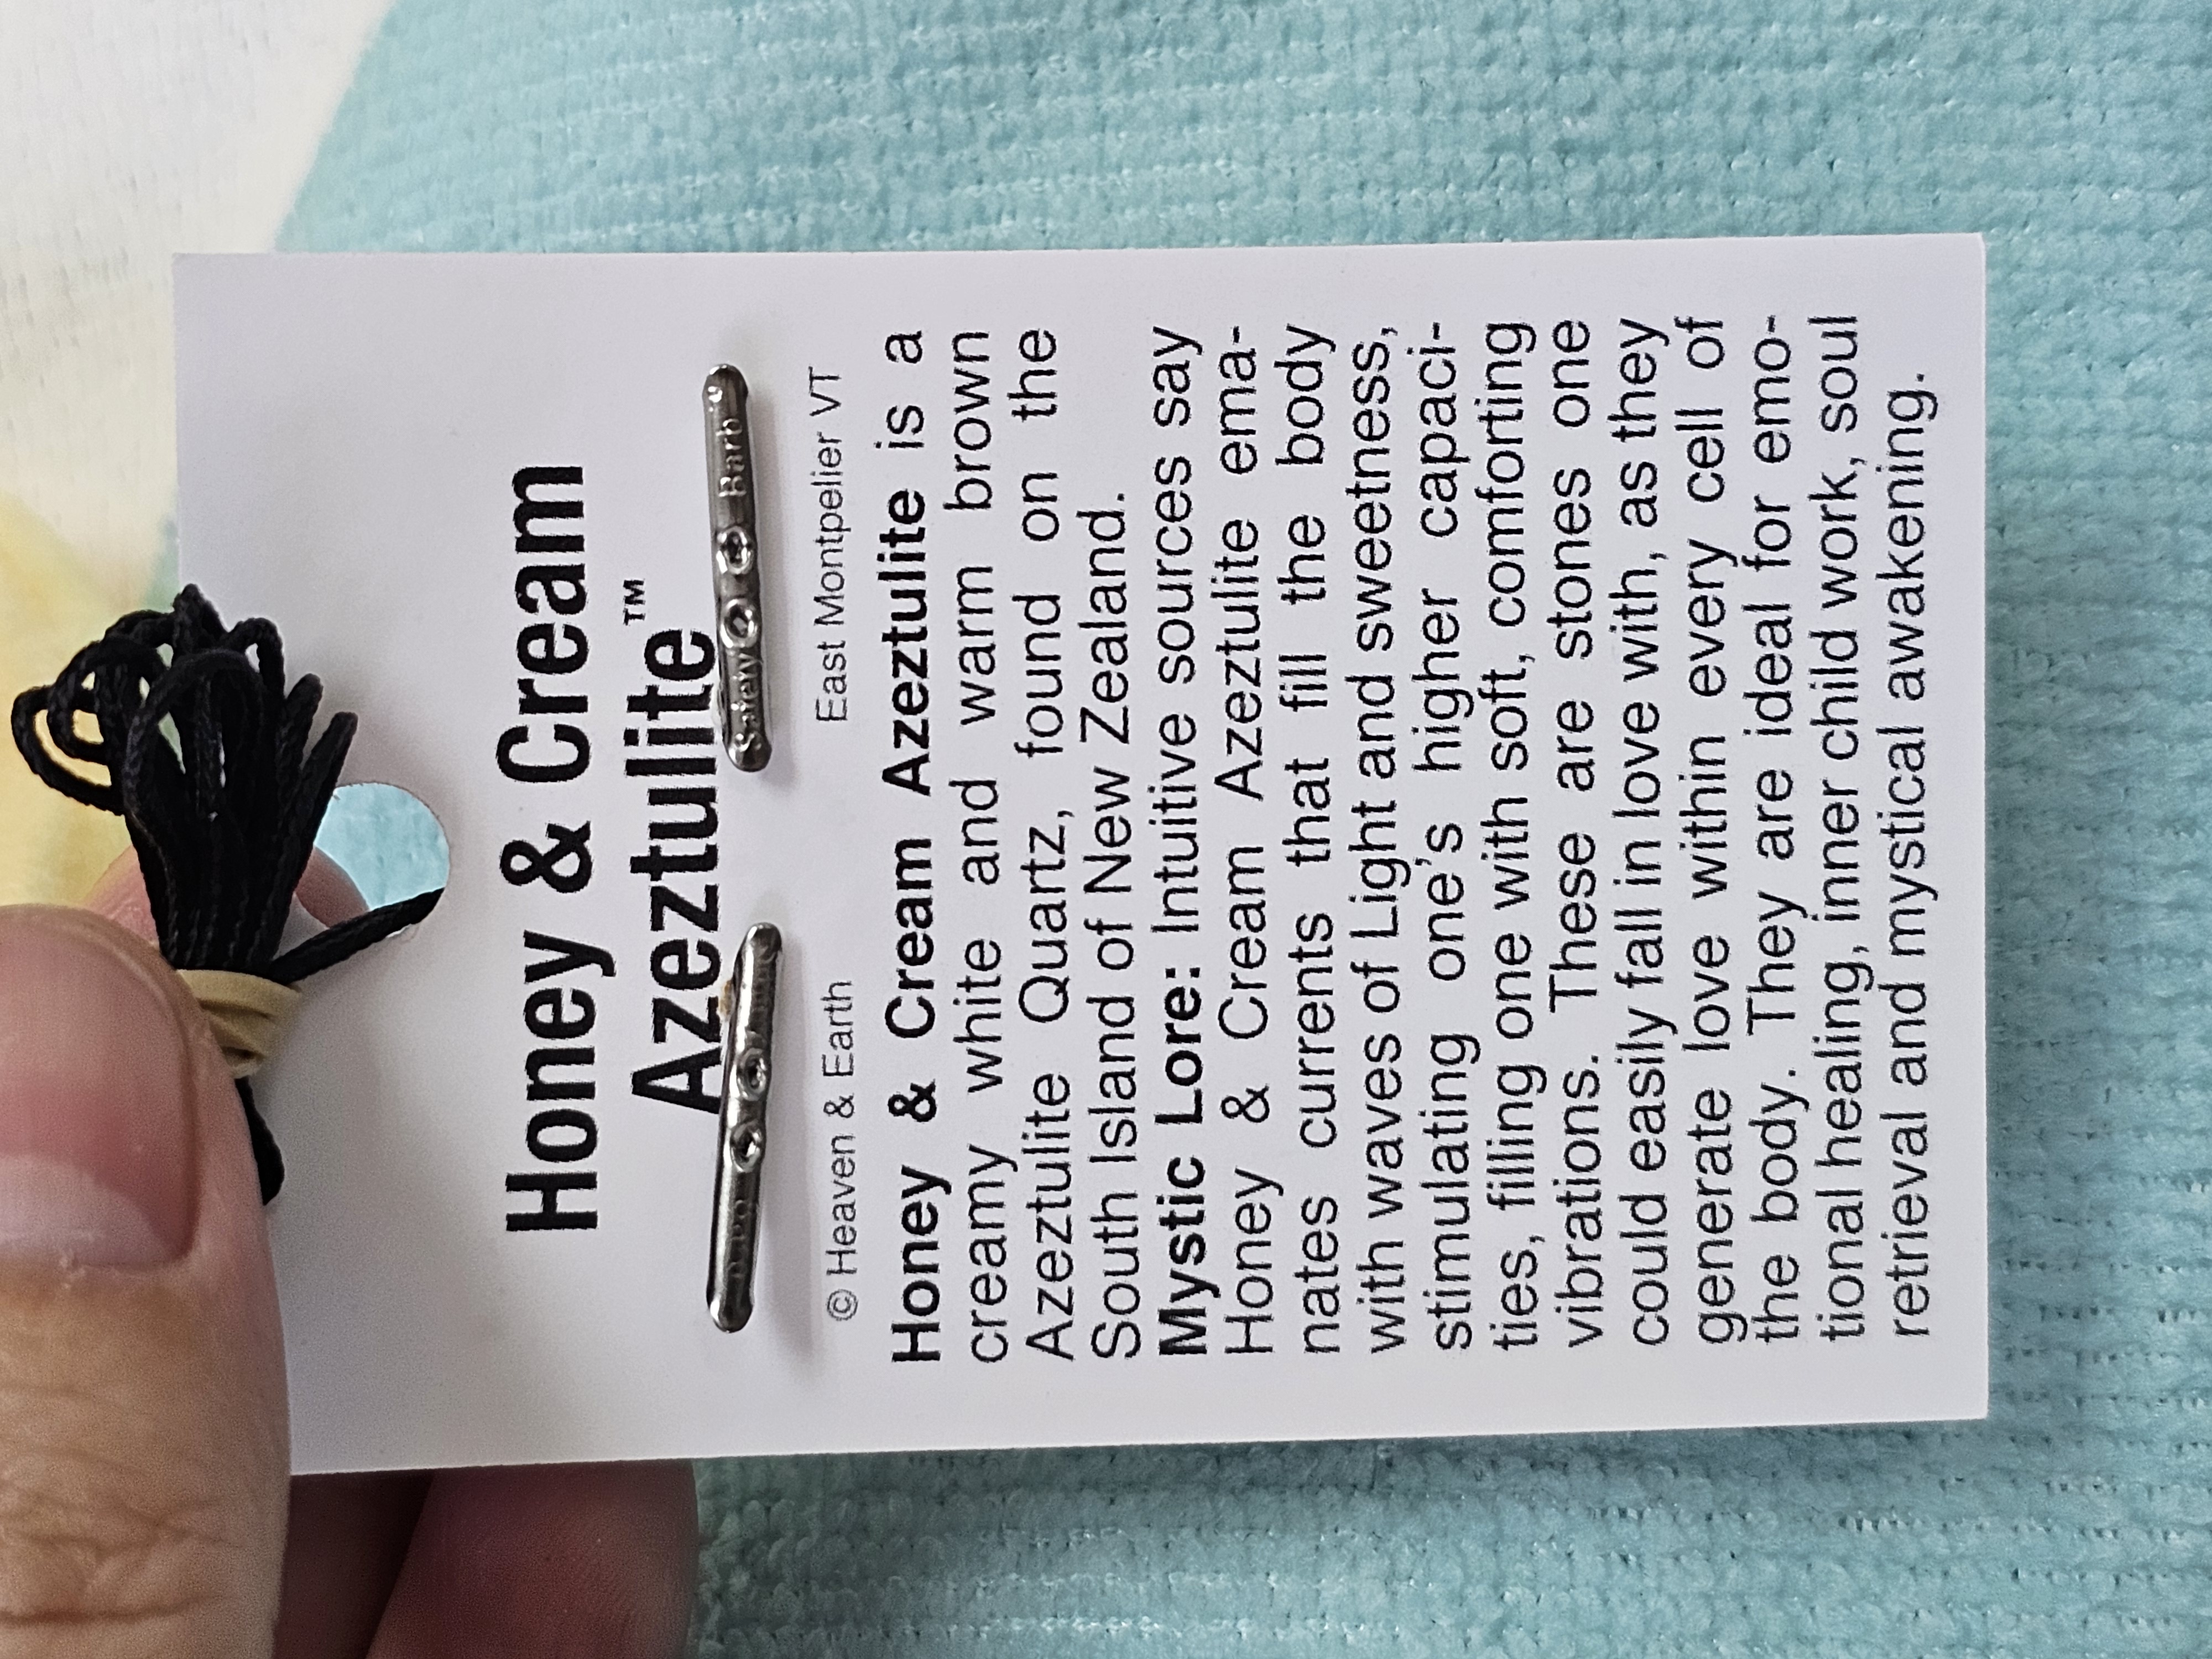 Honey & Cream
Azeztulite™
Safety Barb
© Heaven & Earth East Montpelier VT
Honey & Cream Azeztulite is a
creamy white and warm brown
Azeztulite Quartz, found on the
South Island of New Zealand.
Mystic Lore: Intuitive sources say
Honey & Cream Azeztulite ema-
nates currents that fill the body
with waves of Light and sweetness,
stimulating one's higher capaci-
ties, filling one with soft, comforting
vibrations. These are stones one
could easily fall in love with, as they
generate love within every cell of
the body. They are ideal for emo-
tional healing, inner child work, soul
retrieval and mystical awakening.